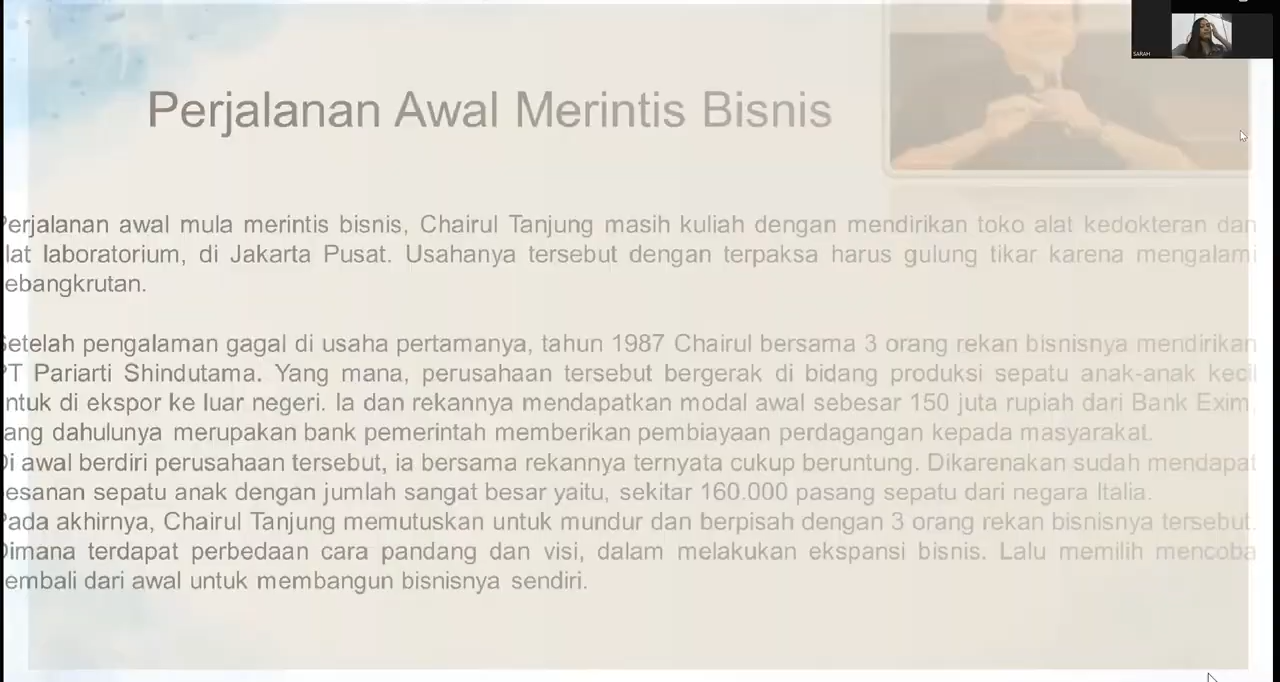 SARAH
Perjalanan Awal Merintis Bisnis
Perjalanan awal mula merintis bisnis, Chairul Tanjung masih kuliah dengan mendirikan toko alat kedokteran dan
lat laboratorium, di Jakarta Pusat. Usahanya tersebut dengan terpaksa harus gulung tikar karena mengalami
ebangkrutan.
Setelah pengalaman gagal di usaha pertamanya, tahun 1987 Chairul bersama 3 orang rekan bisnisnya mendirikan
PT Pariarti Shindutama. Yang mana, perusahaan tersebut bergerak di bidang produksi sepatu anak-anak kecil
ntuk di ekspor ke luar negeri. Ia dan rekannya mendapatkan modal awal sebesar 150 juta rupiah dari Bank Exim,
ang dahulunya merupakan bank pemerintah memberikan pembiayaan perdagangan kepada masyarakat.
Di awal berdiri perusahaan tersebut, ia bersama rekannya ternyata cukup beruntung. Dikarenakan sudah mendapat
esanan sepatu anak dengan jumlah sangat besar yaitu, sekitar 160.000 pasang sepatu dari negara Italia.
Pada akhirnya, Chairul Tanjung memutuskan untuk mundur dan berpisah dengan 3 orang rekan bisnisnya tersebut.
Dimana terdapat perbedaan cara pandang dan visi, dalam melakukan ekspansi bisnis. Lalu memilih mencoba
embali dari awal untuk membangun bisnisnya sendiri.